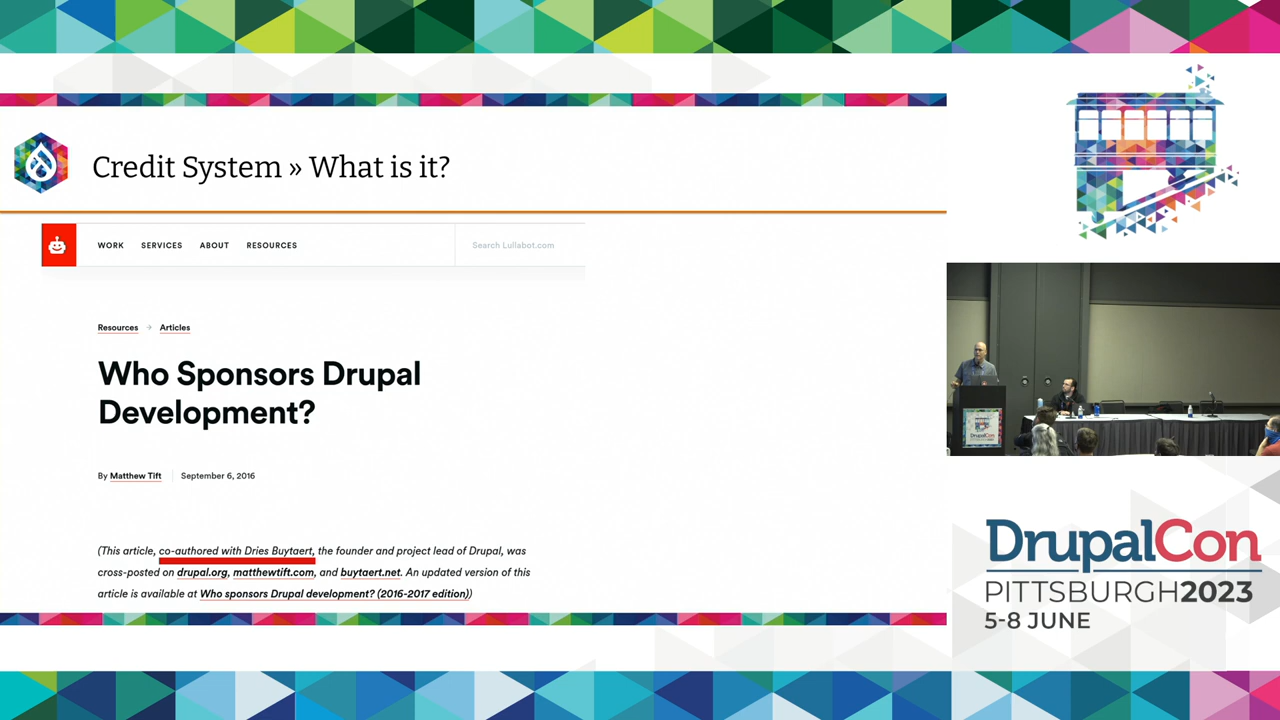 Credit System » What is it?
WORK SERVICES ABOUT RESOURCES Search Lullabot.com
Resources → Articles
Who Sponsors Drupal
Development?
By Matthew Tift September 6, 2016
(This article, co-authored with Dries Buytaert, the founder and project lead of Drupal, was
cross-posted on drupal.org, matthewtift.com, and buytaert.net. An updated version of this
article is available at Who sponsors Drupal development? (2016-2017 edition))
DrupalCon
DrupalCon
PITTSBURGH2023
5-8 JUNE